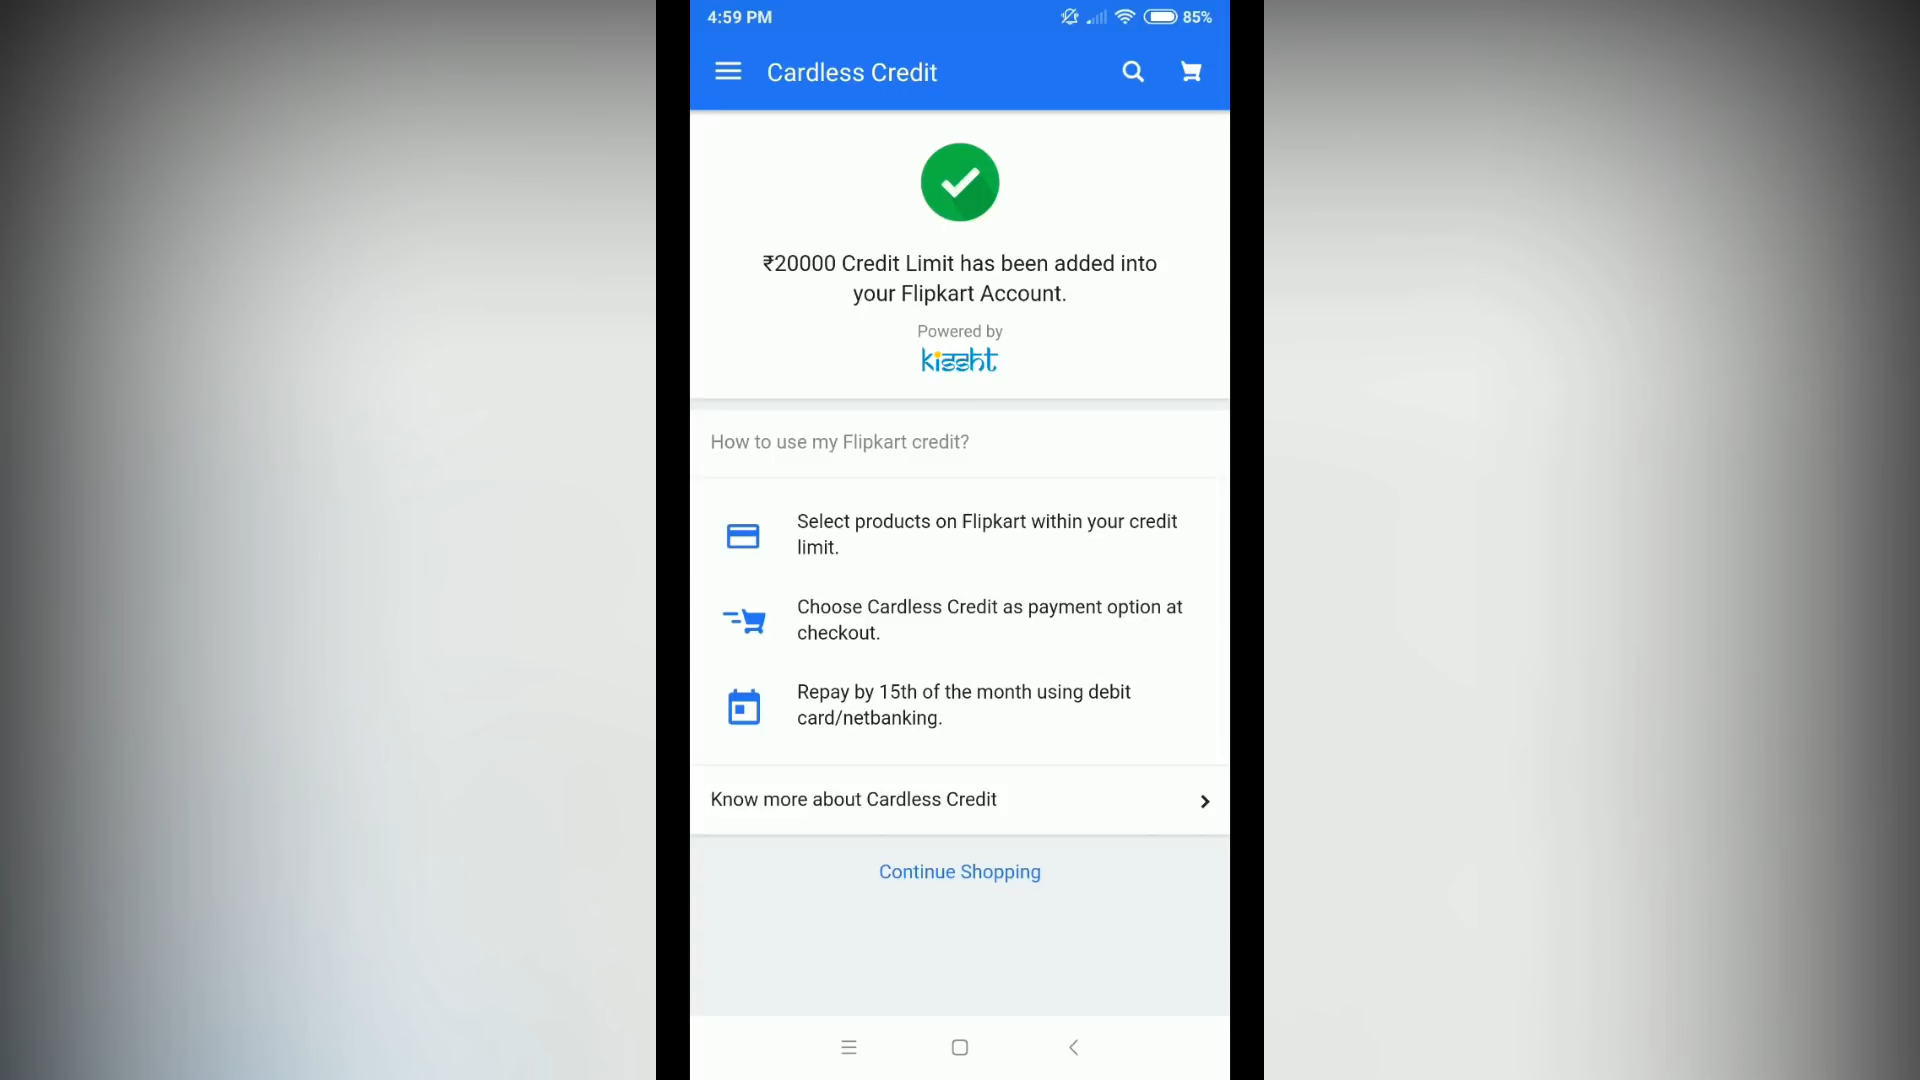 4:59 PM
85%
Cardless Credit
₹20000 Credit Limit has been added into
your Flipkart Account.
Powered by
kissht
How to use my Flipkart credit?
Select products on Flipkart within your credit
limit.
Choose Cardless Credit as payment option at
checkout.
Repay by 15th of the month using debit
card/netbanking.
Know more about Cardless Credit
Continue Shopping